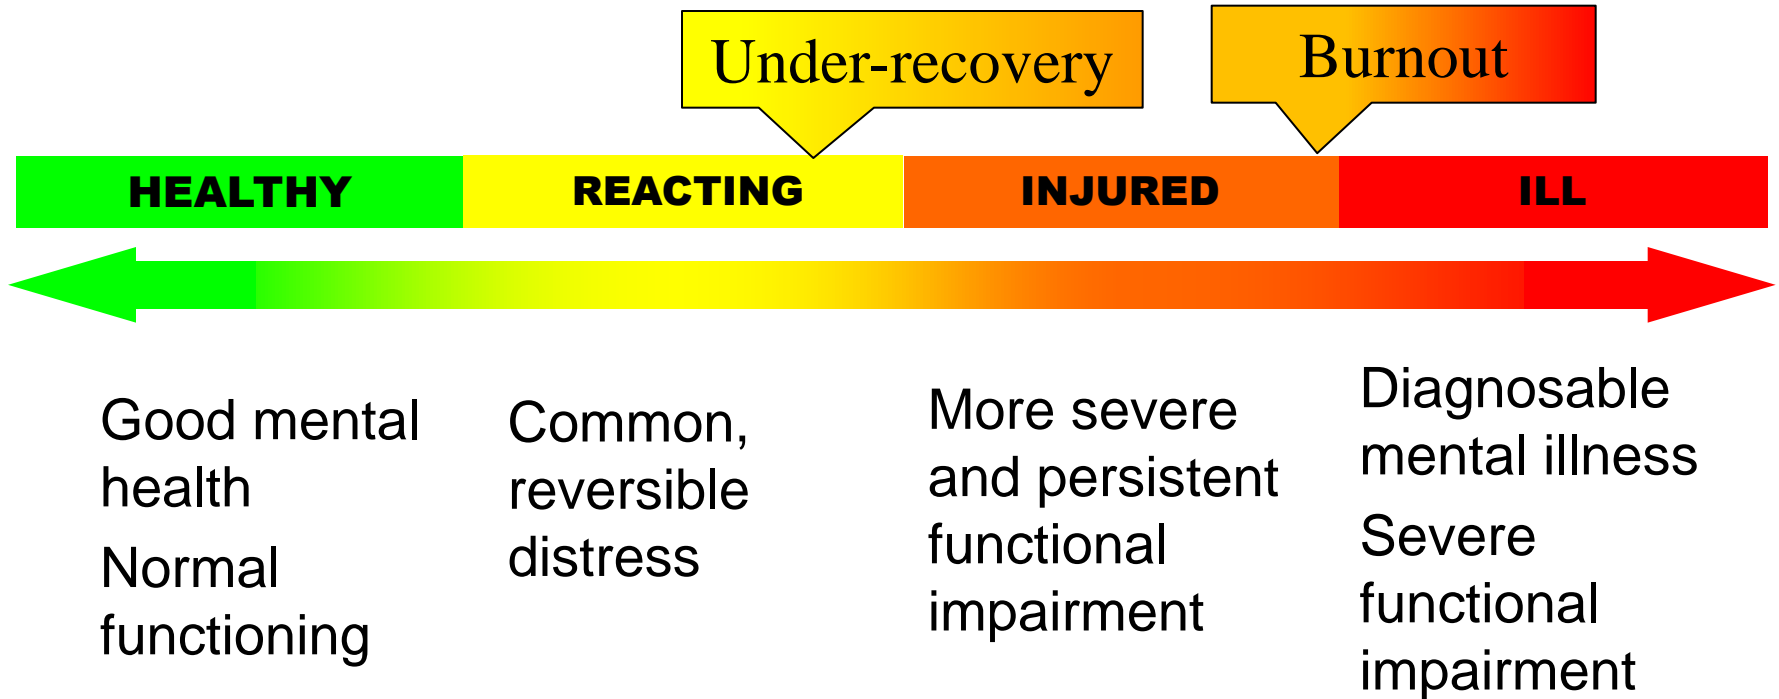 Under-recovery
Burnout
HEALTHY
REACTING
INJURED
ILL
Good mental
health
Normal
functioning
Common,
reversible
distress
More severe
and persistent
functional
impairment
Diagnosable
mental illness
Severe
functional
impairment